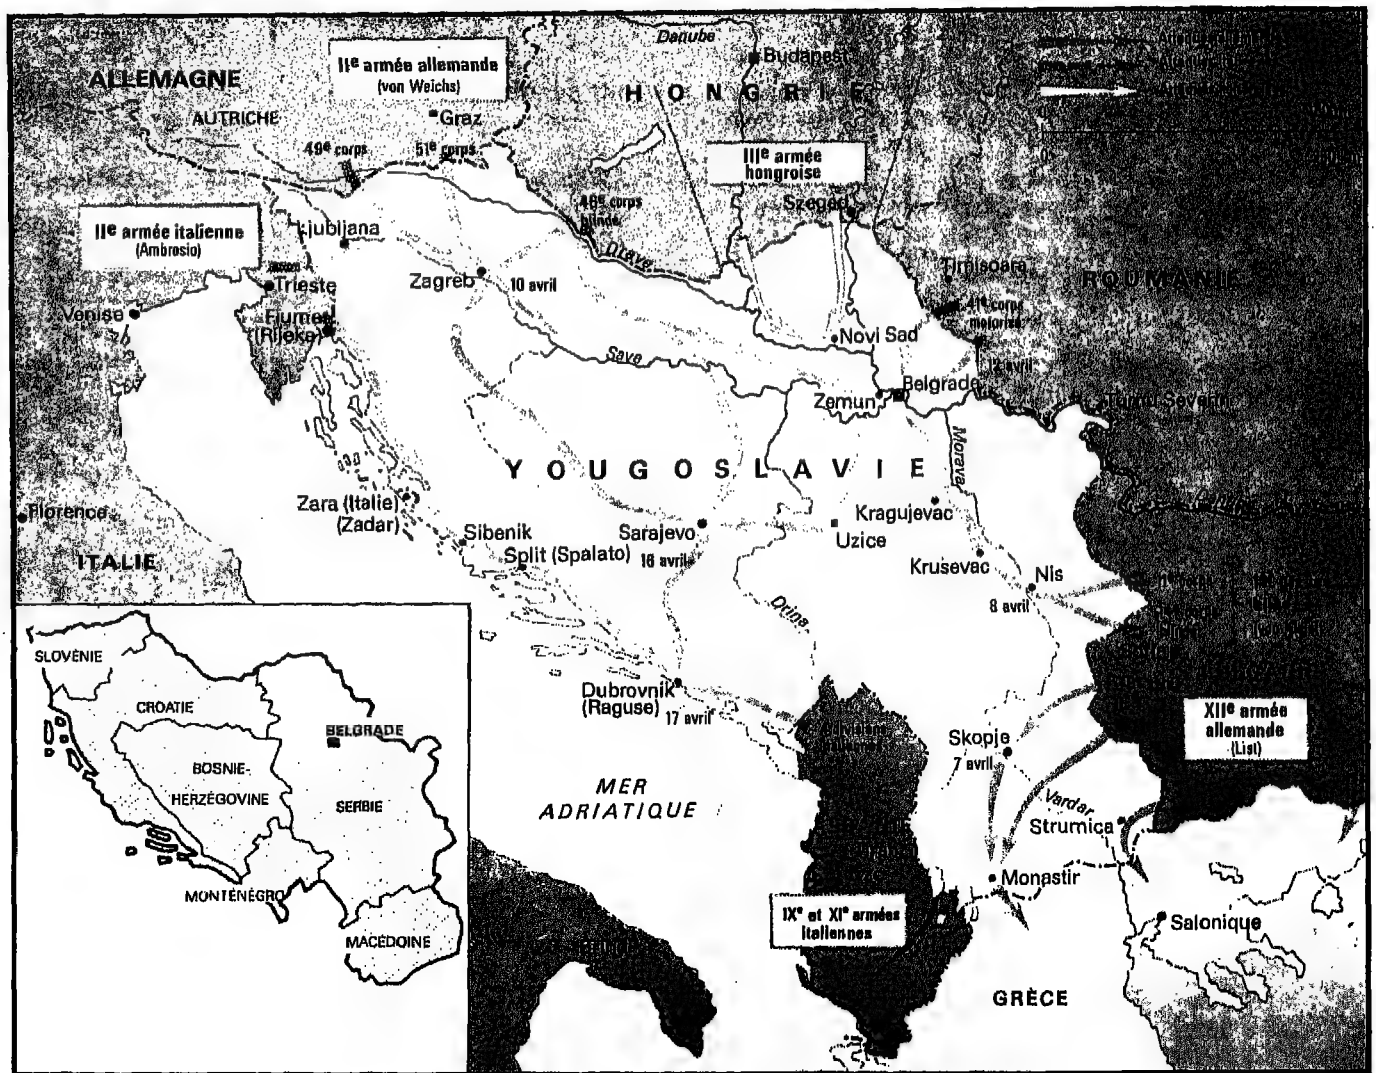 ALLEMAGNE
IIe armée allemande
(von Weichs)
Danube
Budapest
HONGRIE
AUTRICHE
Graz
49e corps
51e corps
IIIe armée
hongroise
Szeged
46e corps
blindé
IIe armée italienne
(Ambrosio)
Ljubljana
Drave
Timisoara
ROUMANIE
Trieste
Zagreb
10 avril
Venise
Fiume
(Rijeka)
41e corps
motorisé
Novi Sad
Save
12 avril
Belgrade
Zemun
Turnu Severin
Morava
YOUGOSLAVIE
Zara (Italie)
(Zadar)
Kragujevac
Florence
Sibenik
Sarajevo
16 avril
Uzice
Split (Spalato)
Krusevac
ITALIE
Nis
8 avril
Drina
Dubrovnik
(Raguse)
17 avril
XIIe armée
allemande
(List)
Skopje
7 avril
MER
ADRIATIQUE
Vardar
Strumica
Monastir
IXe et XIe armées
italiennes
Salonique
GRÈCE
SLOVÉNIE
CROATIE
BELGRADE
BOSNIE-
HERZÉGOVINE
SERBIE
MONTÉNÉGRO
MACÉDOINE